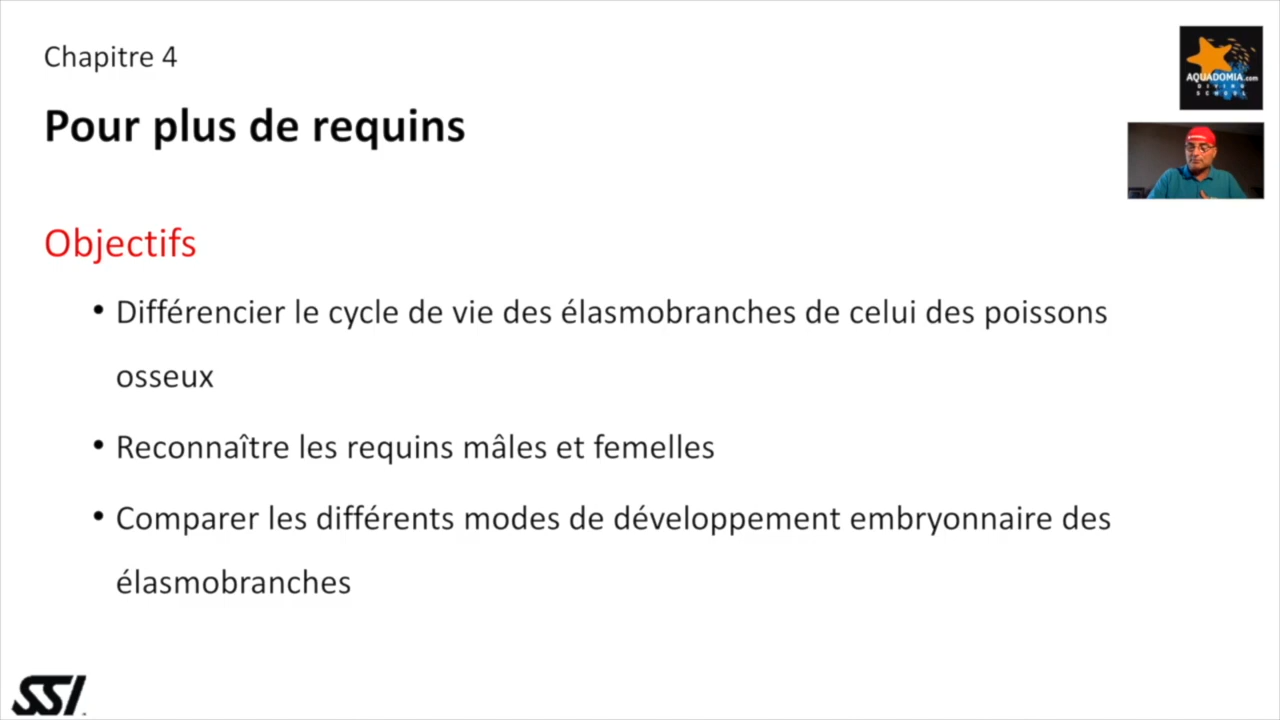 Chapitre 4
Pour plus de requins
AQUADOMIA.com
DIVING
SCHOOL
Objectifs
• Différencier le cycle de vie des élasmobranches de celui des poissons
osseux
• Reconnaître les requins mâles et femelles
• Comparer les différents modes de développement embryonnaire des
élasmobranches
SSI